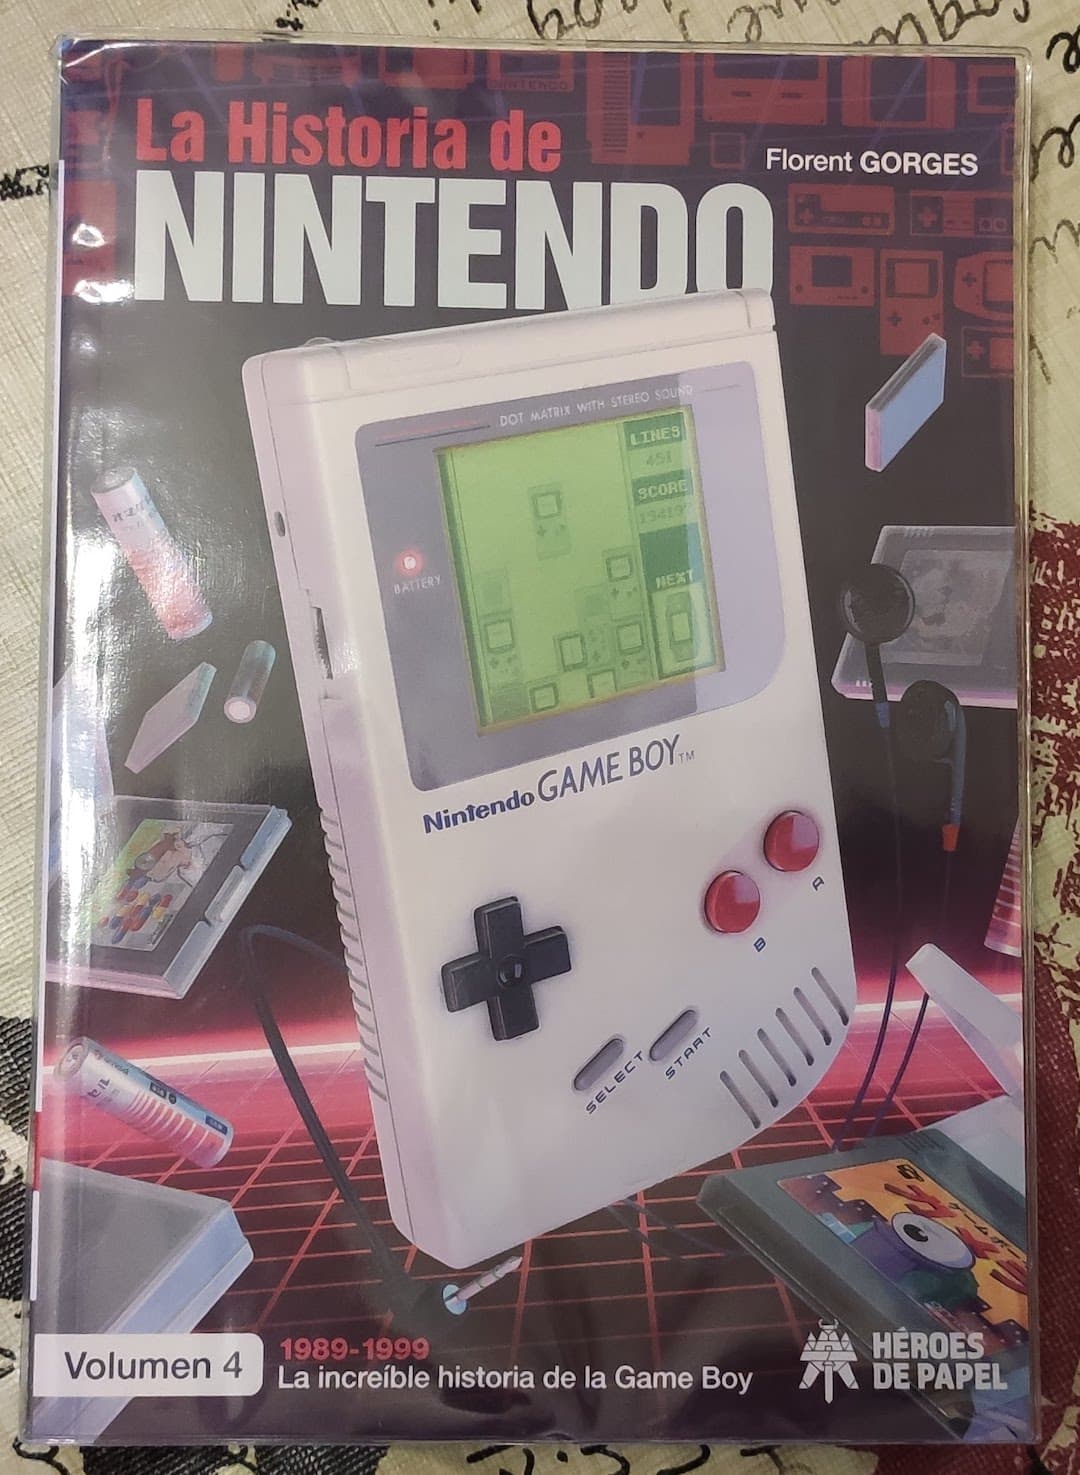 La Historia de
NINTENDO
Florent GORGES
DOT MATRIX WITH STEREO SOUND
LINES
451
SCORE
BATTERY
NEXT
Nintendo GAME BOY™
A
B
SELECT
START
Volumen 4
1989-1999
La increíble historia de la Game Boy
HÉROES
DE PAPEL